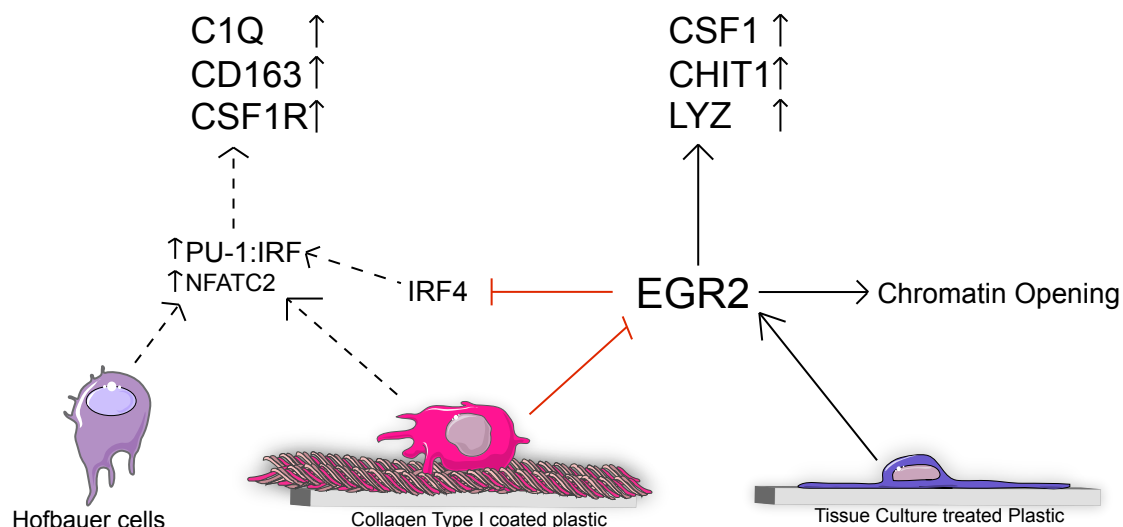 C1Q ↑
CD163 ↑
CSF1R ↑
CSF1 ↑
CHIT1 ↑
LYZ ↑
↑PU-1:IRF
↑NFATC2
IRF4
EGR2
Chromatin Opening
Hofbauer cells
Collagen Type I coated plastic
Tissue Culture treated Plastic